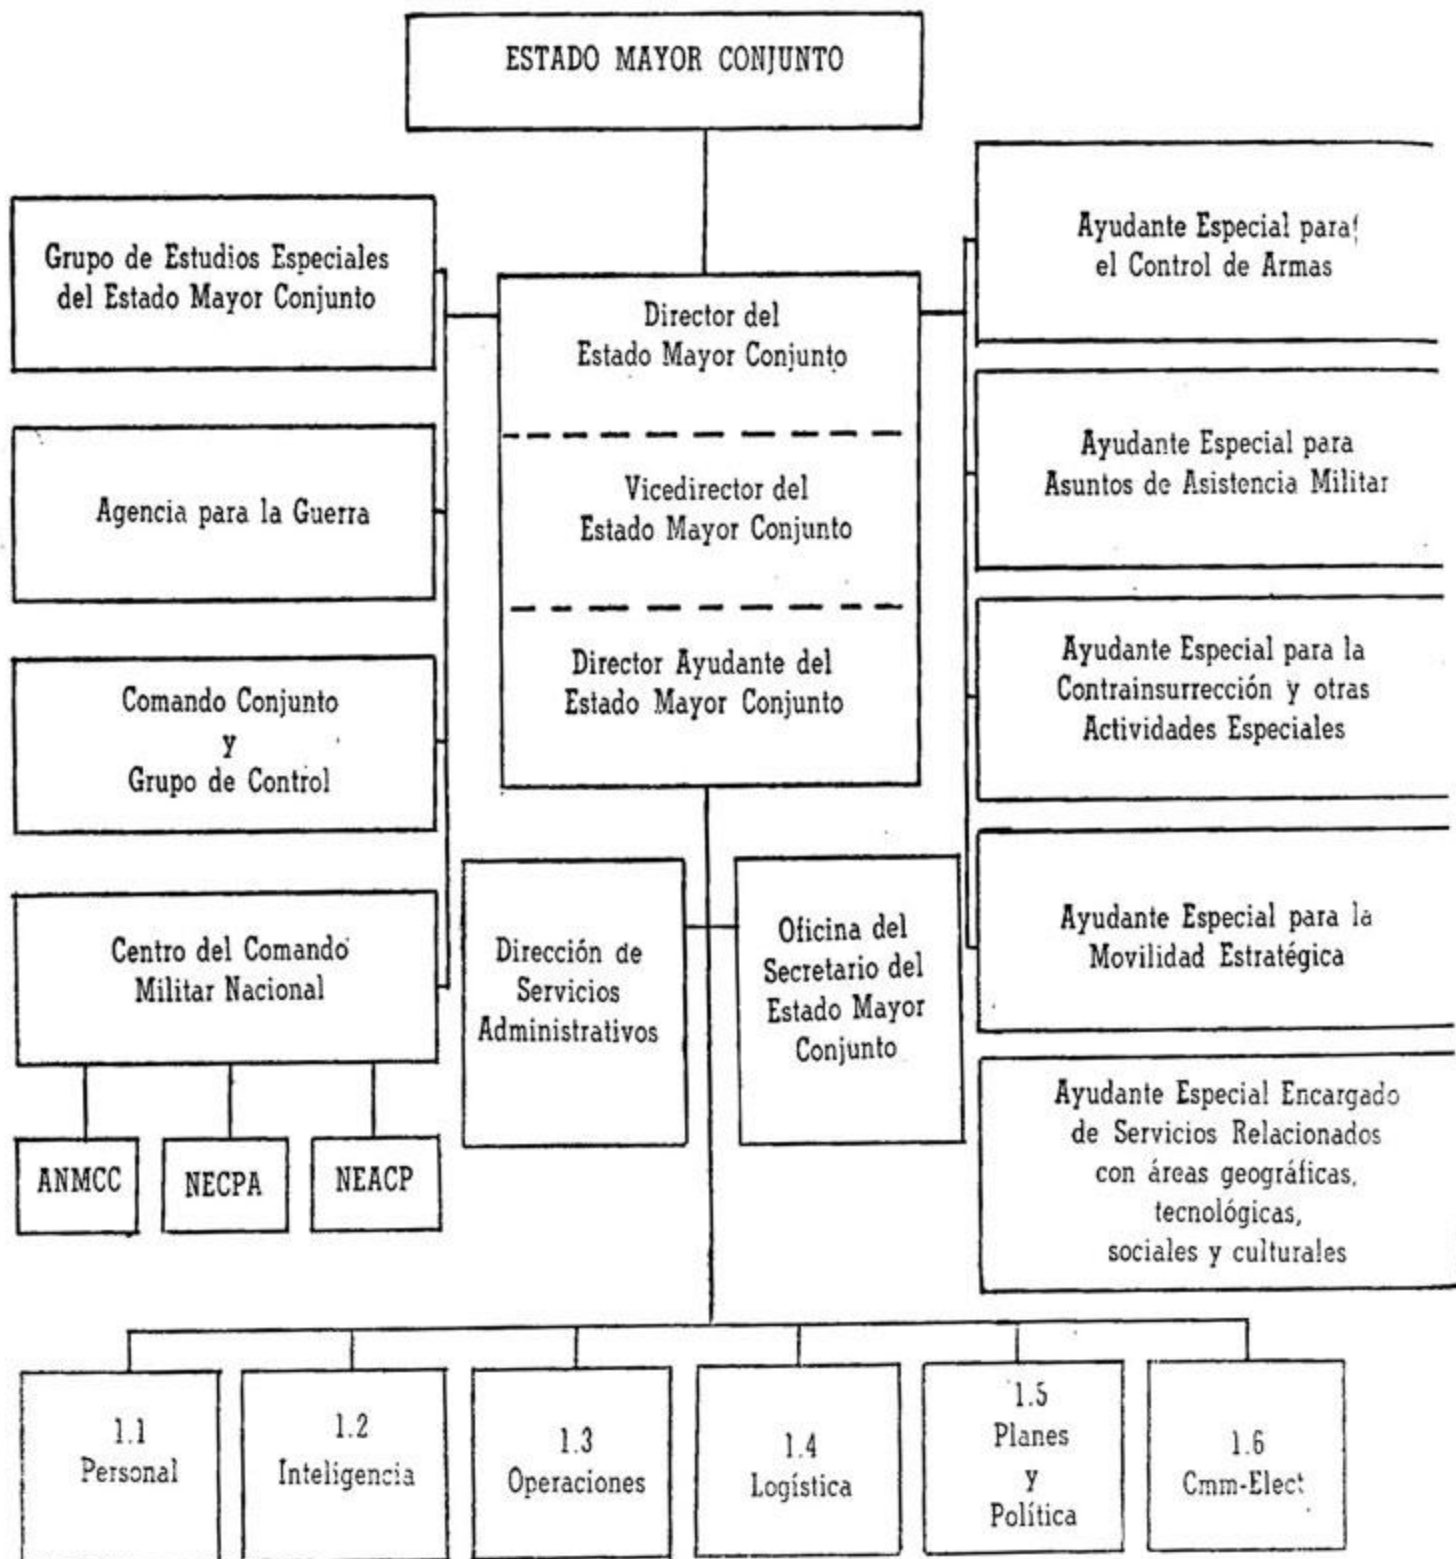 ESTADO MAYOR CONJUNTO
Grupo de Estudios Especiales
del Estado Mayor Conjunto
Agencia para la Guerra
Comando Conjunto
y
Grupo de Control
Centro del Comando
Militar Nacional
ANMCC
NECPA
NEACP
Director del
Estado Mayor Conjunto
Vicedirector del
Estado Mayor Conjunto
Director Ayudante del
Estado Mayor Conjunto
Dirección de
Servicios
Administrativos
Oficina del
Secretario del
Estado Mayor
Conjunto
Ayudante Especial para
el Control de Armas
Ayudante Especial para
Asuntos de Asistencia Militar
Ayudante Especial para la
Contrainsurrección y otras
Actividades Especiales
Ayudante Especial para la
Movilidad Estratégica
Ayudante Especial Encargado
de Servicios Relacionados
con áreas geográficas,
tecnológicas,
sociales y culturales
1.1
Personal
1.2
Inteligencia
1.3
Operaciones
1.4
Logística
1.5
Planes
y
Política
1.6
Cmm-Elect